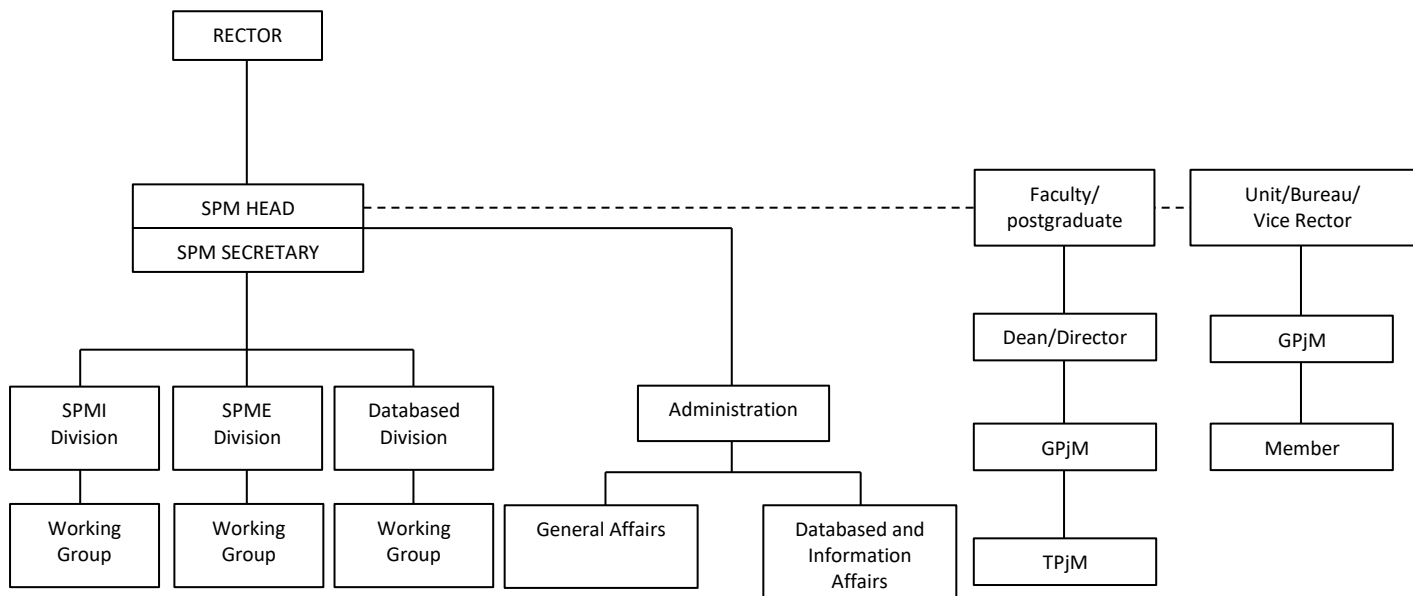 RECTOR
SPM HEAD
SPM SECRETARY
Faculty/
postgraduate
Unit/Bureau/
Vice Rector
Dean/Director
GPjM
SPMI
Division
SPME
Division
Databased
Division
Administration
GPjM
Member
Working
Group
Working
Group
Working
Group
General Affairs
Databased and
Information
Affairs
TPjM